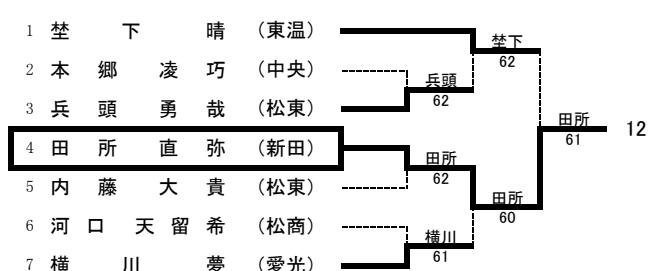 1 埜下晴 (東温)
埜下
62
2 本郷凌巧 (中央)
兵頭
62
3 兵頭勇哉 (松東)
田所
61
12
4 田所直弥 (新田)
田所
62
5 内藤大貴 (松東)
田所
60
6 河口天留希 (松商)
横川
61
7 横川夢 (愛光)